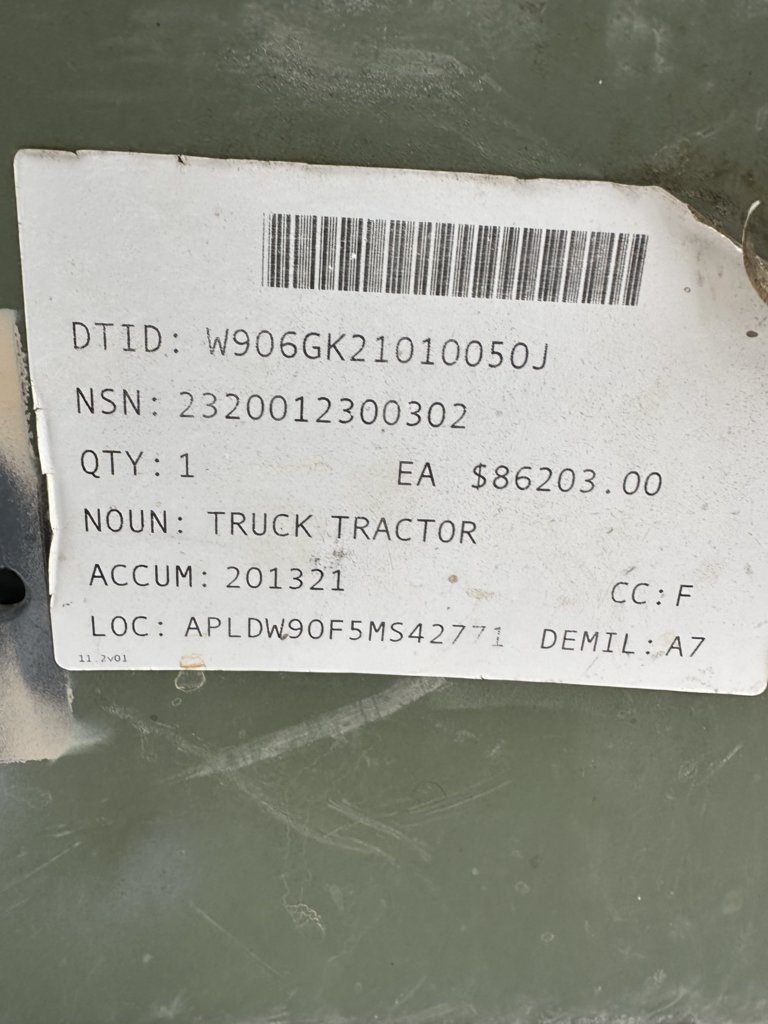 DTID: W906GK21010050J
NSN: 2320012300302
QTY: 1 EA $86203.00
NOUN: TRUCK TRACTOR
ACCUM: 201321 CC: F
LOC: APLDW90F5MS42771 DEMIL: A7
11.2v01